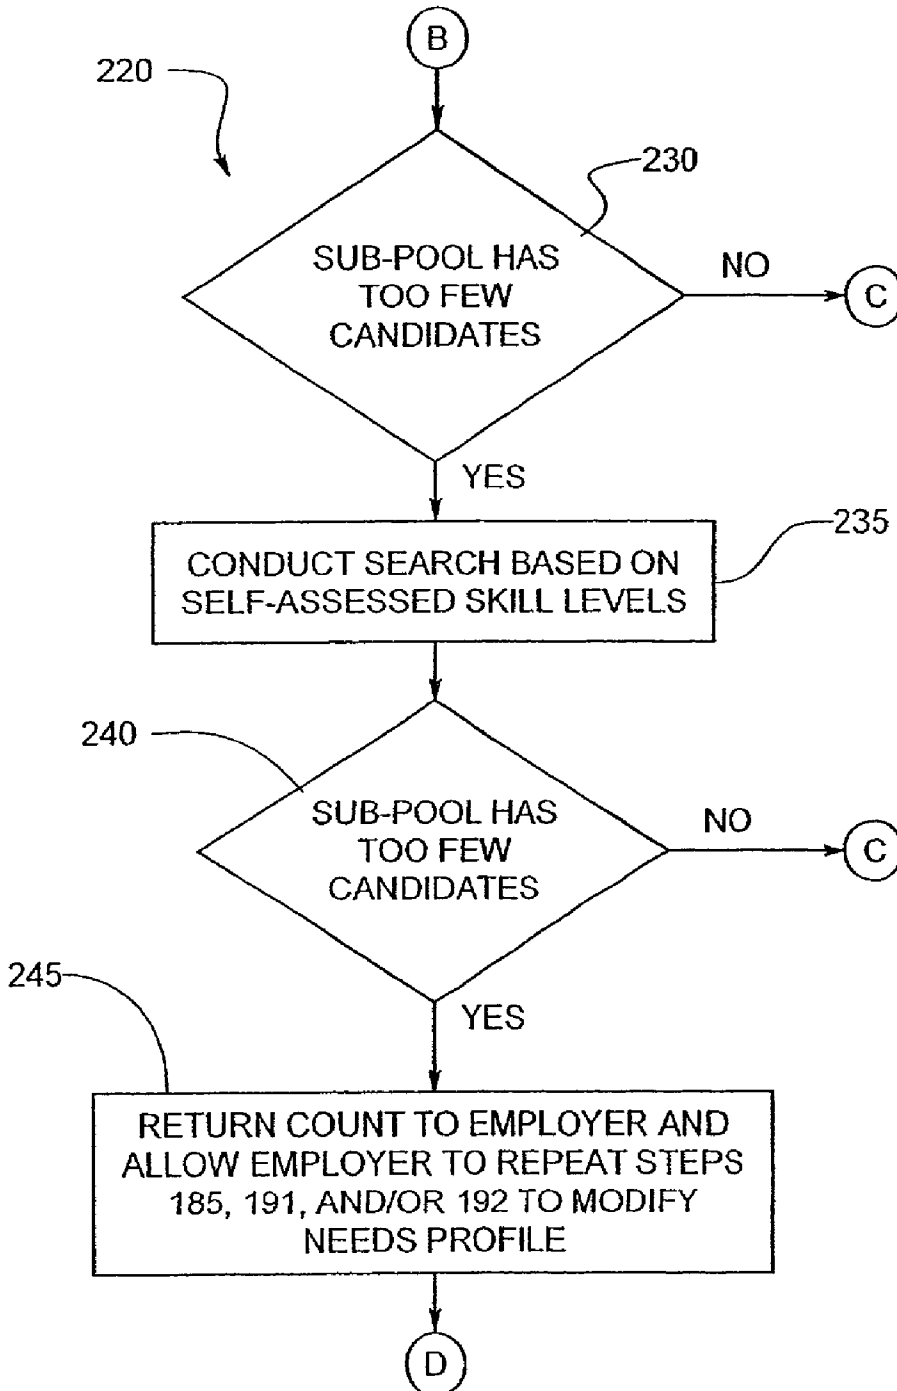 B
220
230
SUB-POOL HAS
TOO FEW
CANDIDATES
NO
C
YES
235
CONDUCT SEARCH BASED ON
SELF-ASSESSED SKILL LEVELS
240
SUB-POOL HAS
TOO FEW
CANDIDATES
NO
C
245
YES
RETURN COUNT TO EMPLOYER AND
ALLOW EMPLOYER TO REPEAT STEPS
185, 191, AND/OR 192 TO MODIFY
NEEDS PROFILE
D